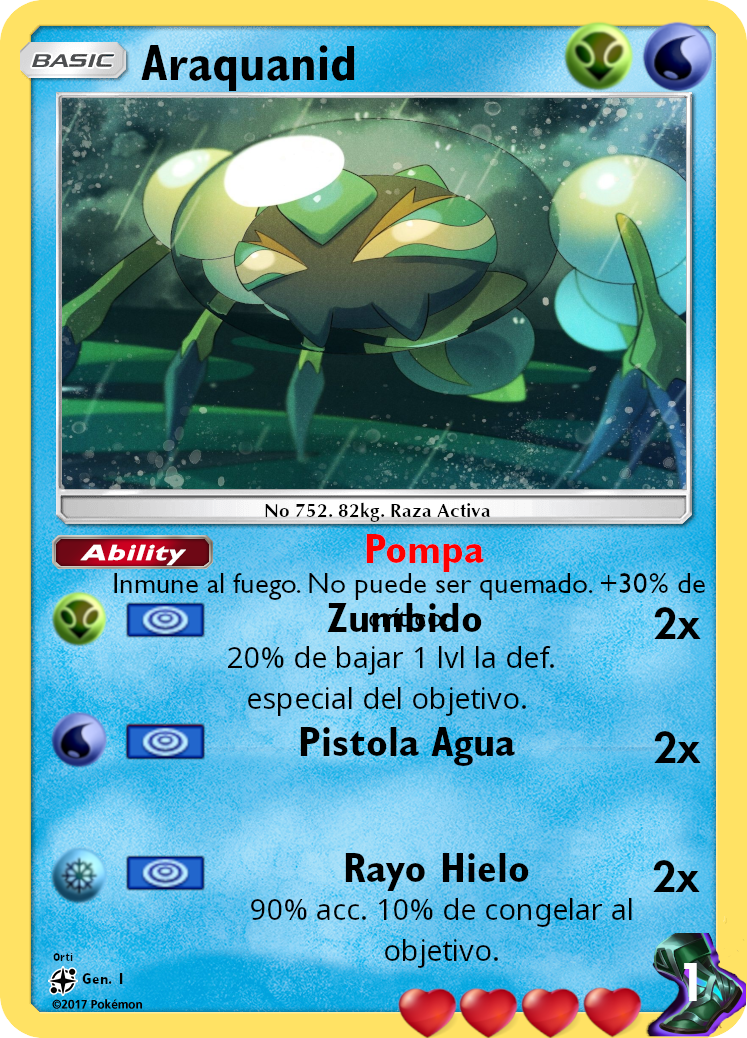 BASIC
Araquanid
No 752. 82kg. Raza Activa
Ability
Pompa
Inmune al fuego. No puede ser quemado. +30% de
Zumbido
2x
20% de bajar 1 lvl la def.
especial del objetivo.
Pistola Agua
2x
Rayo Hielo
2x
90% acc. 10% de congelar al
objetivo.
Orti
Gen. 1
©2017 Pokémon
1